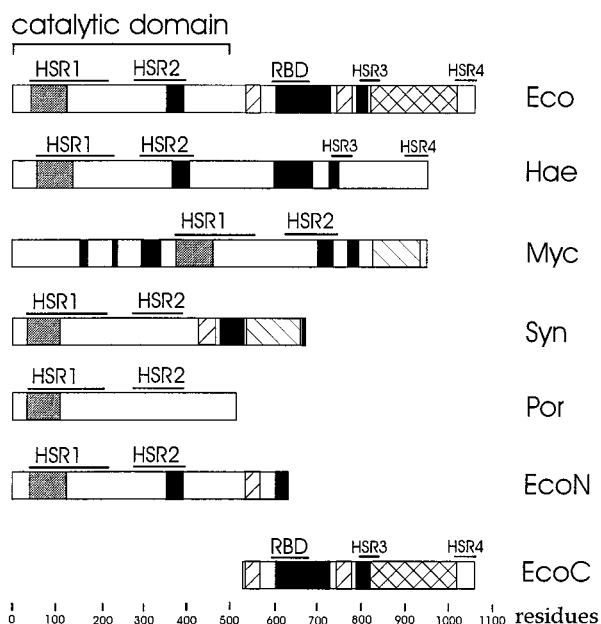 catalytic domain
HSR1 HSR2 RBD HSR3 HSR4
Eco
HSR1 HSR2 HSR3 HSR4
Hae
HSR1 HSR2
Myc
HSR1 HSR2
Syn
HSR1 HSR2
Por
HSR1 HSR2
EcoN
RBD HSR3 HSR4
EcoC
0 100 200 300 400 500 600 700 800 900 1000 1100 residues